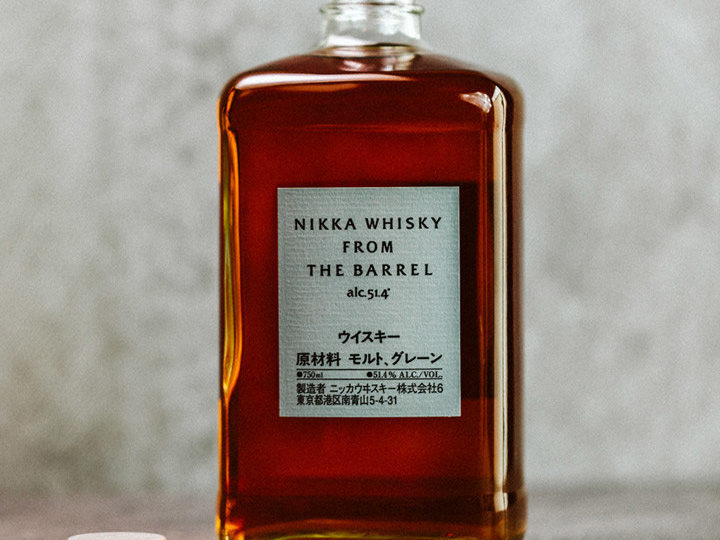 NIKKA WHISKY
FROM
THE BARREL
alc.51.4°
ウイスキー
原材料 モルト、グレーン
●750ml ●51.4% ALC./VOL.
製造者 ニッカウヰスキー株式会社6
東京都港区南青山5-4-31